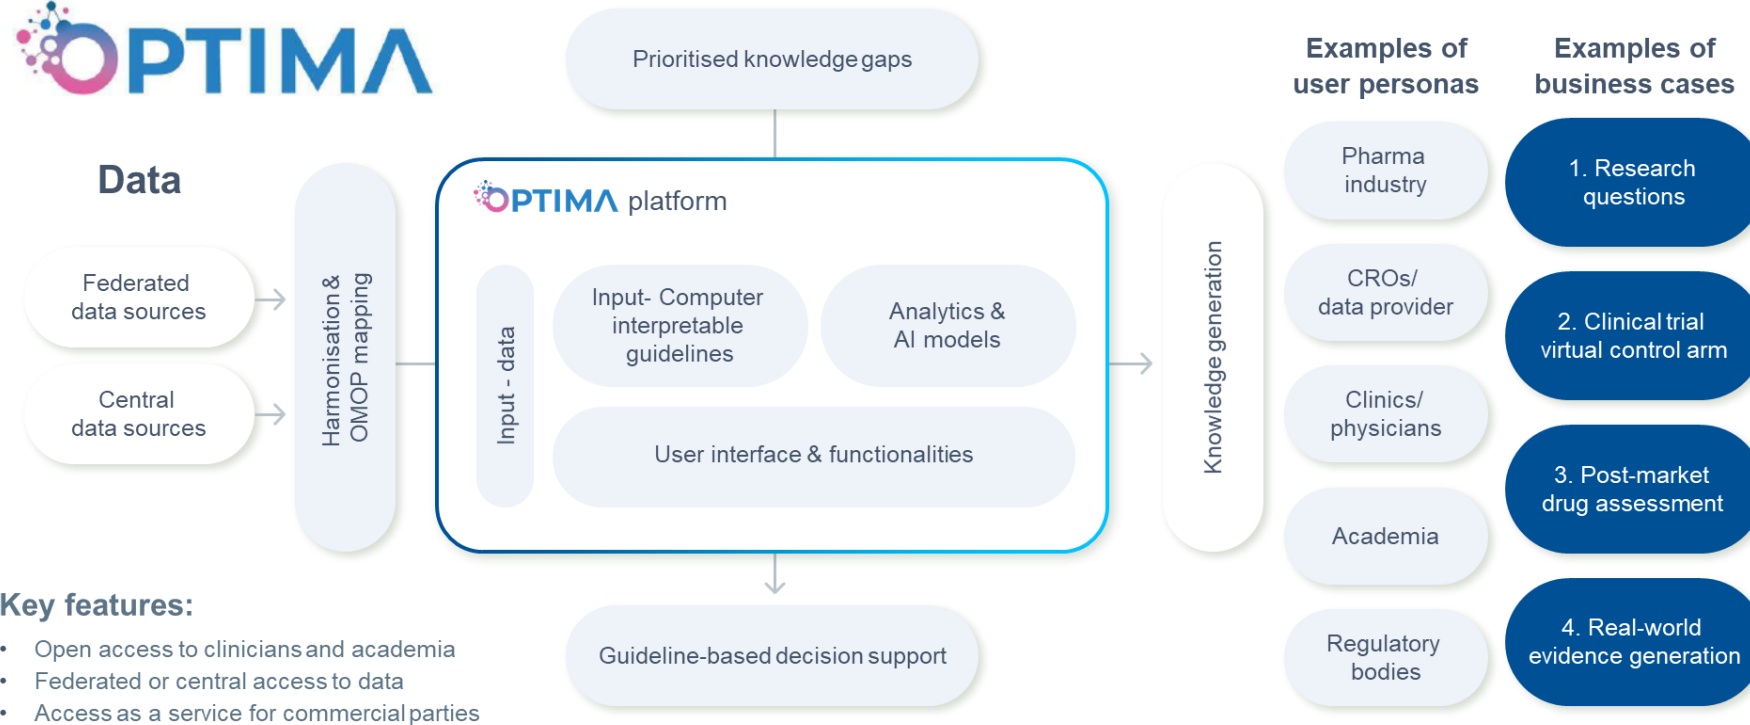 OPTIMA
Data
Federated
data sources
Central
data sources
Harmonisation &
OMOP mapping
Prioritised knowledge gaps
OPTIMA platform
Input - data
Input- Computer
interpretable
guidelines
Analytics &
AI models
User interface & functionalities
Guideline-based decision support
Knowledge generation
Examples of
user personas
Pharma
industry
CROs/
data provider
Clinics/
physicians
Academia
Regulatory
bodies
Examples of
business cases
1. Research
questions
2. Clinical trial
virtual control arm
3. Post-market
drug assessment
4. Real-world
evidence generation
Key features:
• Open access to clinicians and academia
• Federated or central access to data
• Access as a service for commercial parties